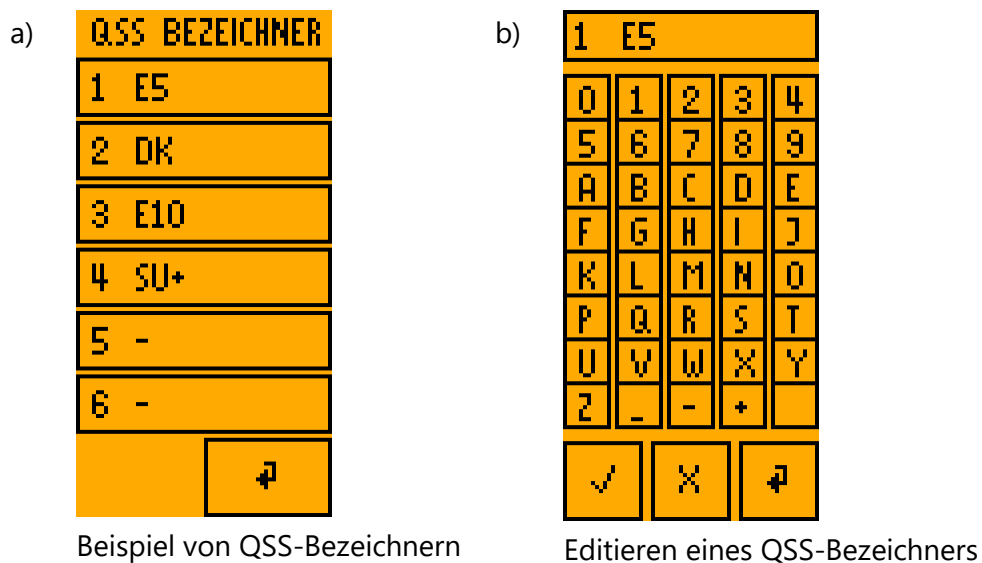 a)
QSS BEZEICHNER
1 E5
2 DK
3 E10
4 SU+
5 -
6 -
Beispiel von QSS-Bezeichnern
b)
1 E5
0 1 2 3 4
5 6 7 8 9
A B C D E
F G H I J
K L M N O
P Q R S T
U V W X Y
Z _ - +
Editieren eines QSS-Bezeichners